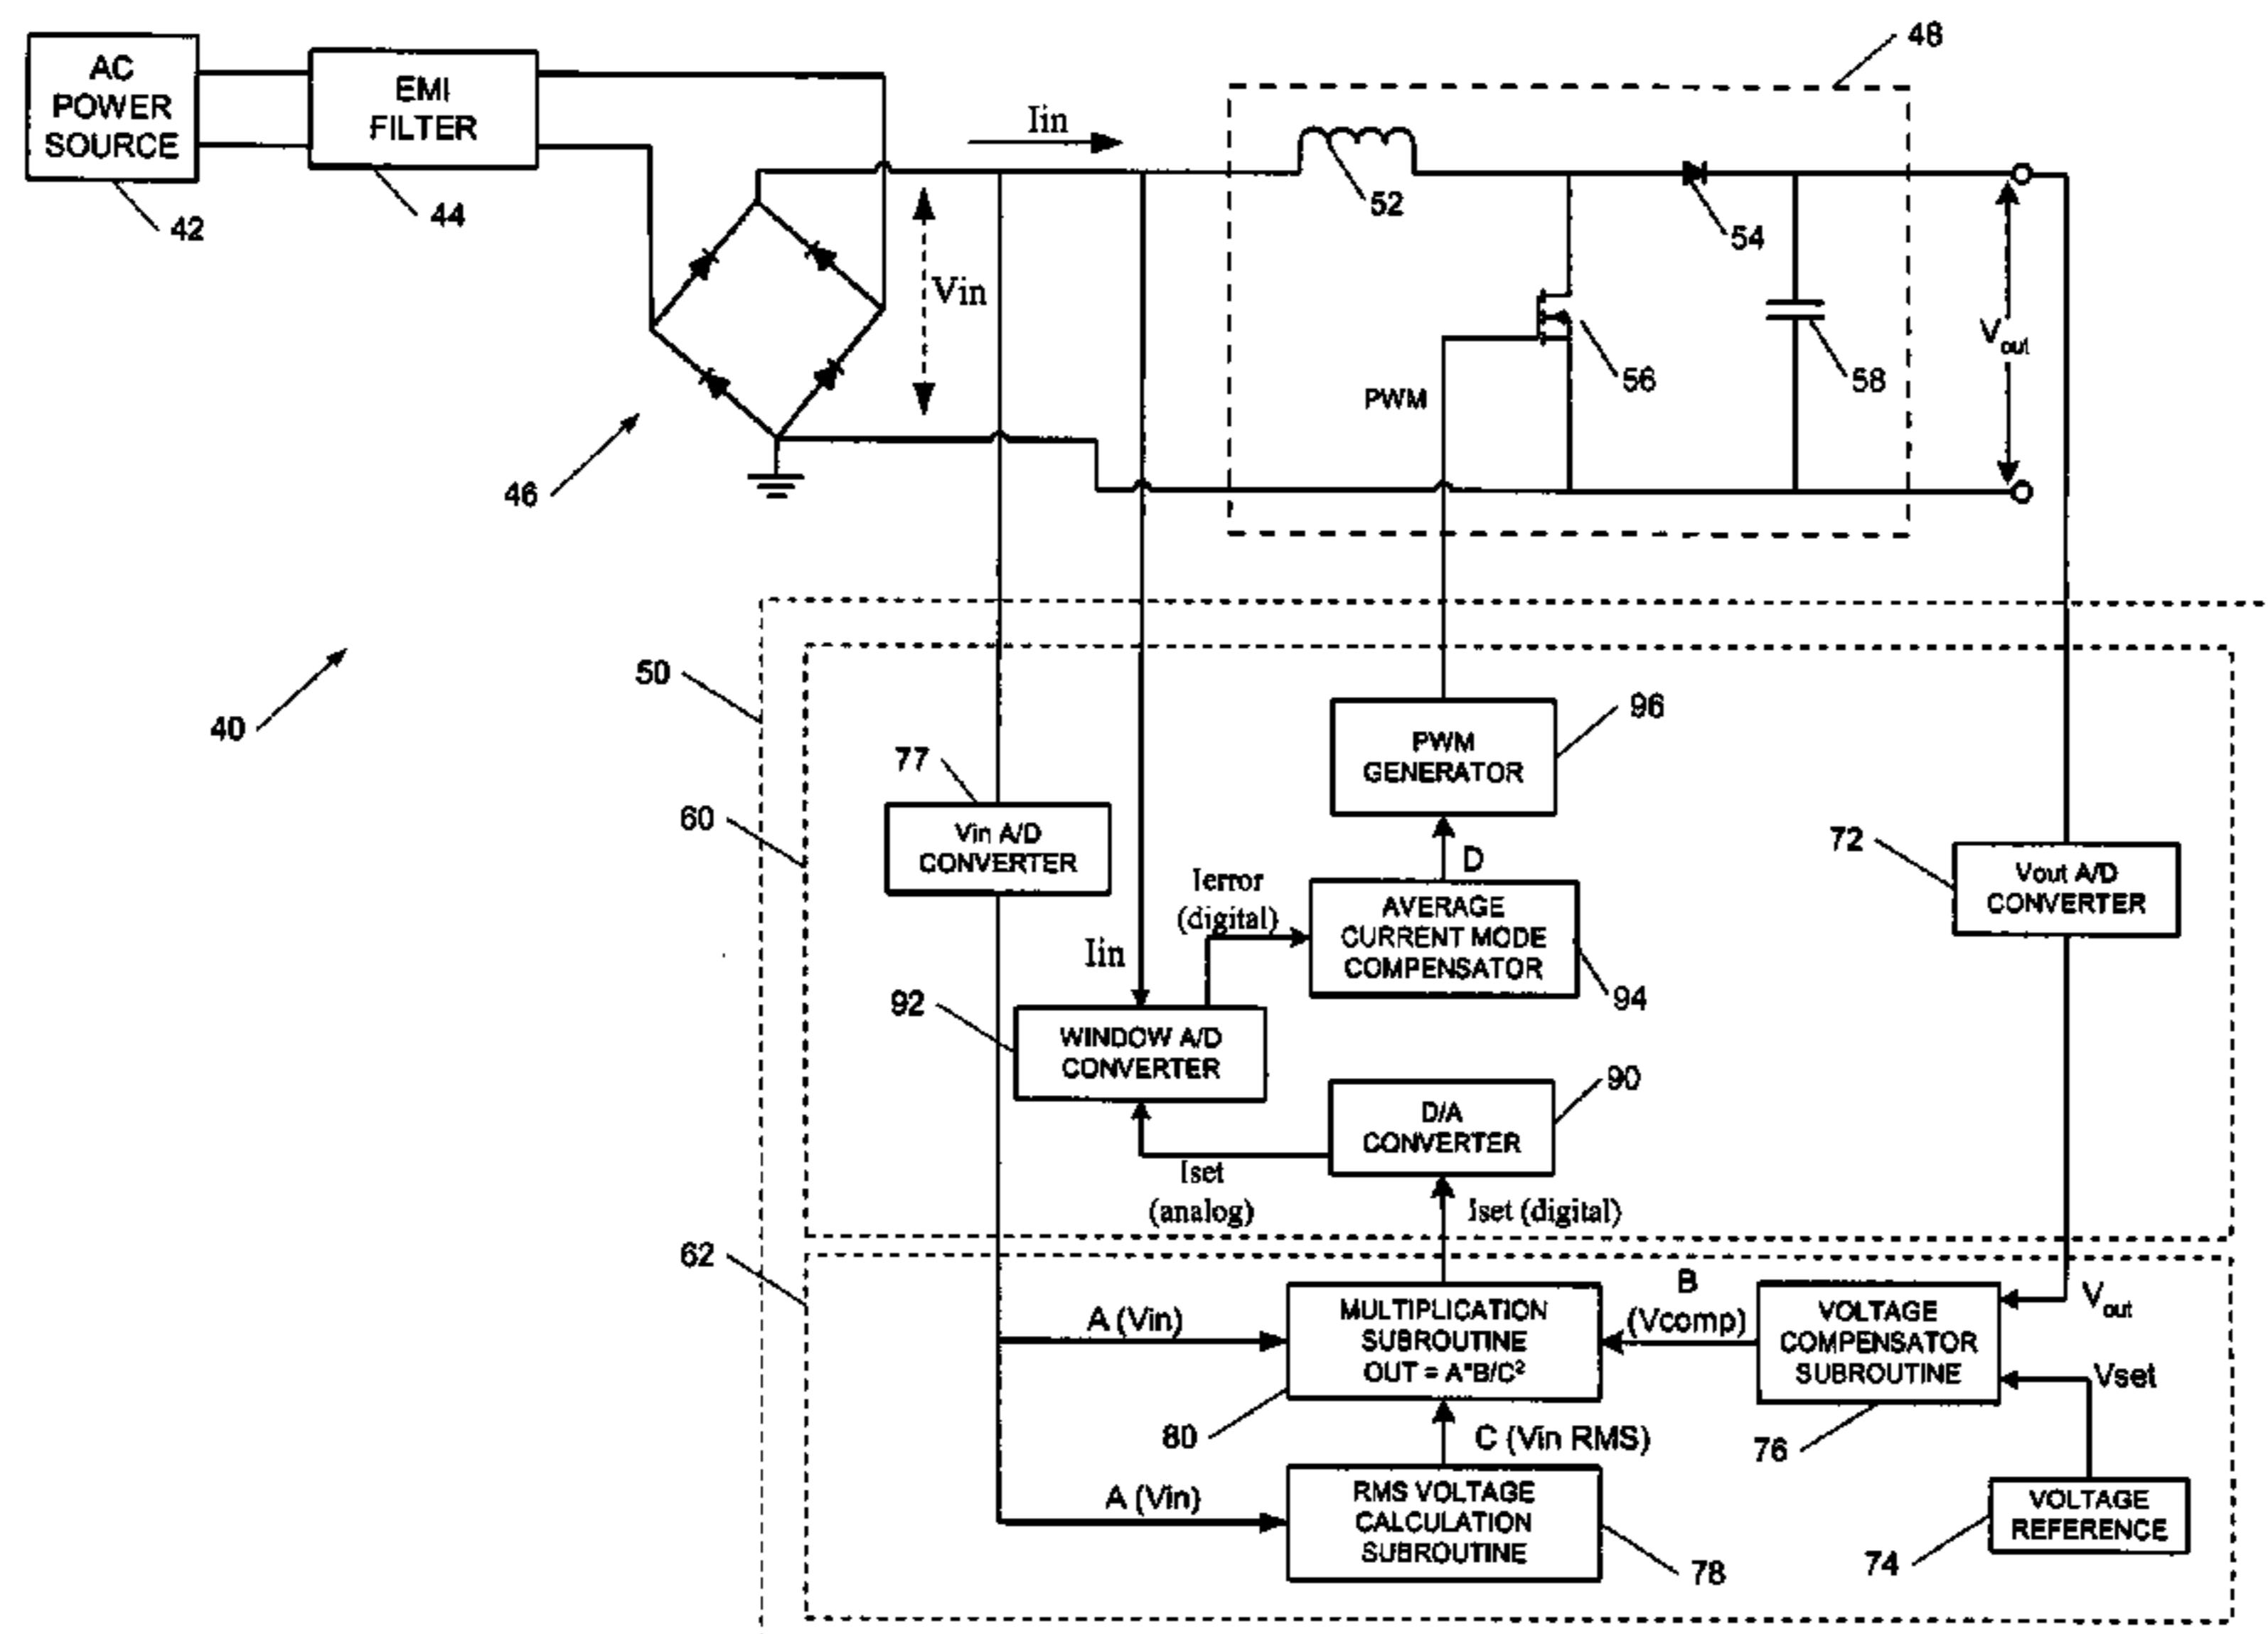 AC
POWER
SOURCE
42
EMI
FILTER
44
46
Iin
Vin
48
52
54
56
58
PWM
Vout
40
50
60
62
77
Vin A/D
CONVERTER
PWM
GENERATOR
96
D
Ierror
(digital)
AVERAGE
CURRENT MODE
COMPENSATOR
94
72
Vout A/D
CONVERTER
Iin
92
WINDOW A/D
CONVERTER
90
D/A
CONVERTER
Iset
(analog)
Iset (digital)
A (Vin)
MULTIPLICATION
SUBROUTINE
OUT = A*B/C²
80
B
(Vcomp)
VOLTAGE
COMPENSATOR
SUBROUTINE
76
Vout
Vset
C (Vin RMS)
A (Vin)
RMS VOLTAGE
CALCULATION
SUBROUTINE
78
VOLTAGE
REFERENCE
74